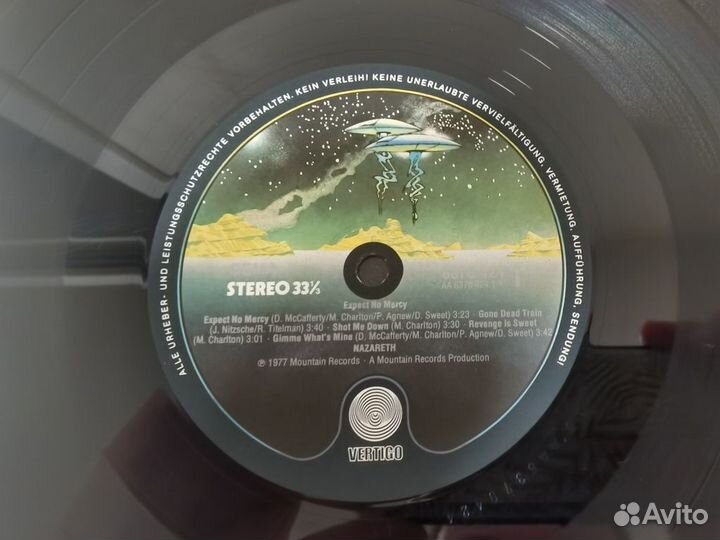 ALLE URHEBER- UND LEISTUNGSSCHUTZRECHTE VORBEHALTEN. KEIN VERLEIH! KEINE UNERLAUBTE VERVIELFÄLTIGUNG, VERMIETUNG, AUFFÜHRUNG, SENDUNG!
STEREO 33⅓
Expect No Mercy
Expect No Mercy (D. McCafferty/M. Charlton/P. Agnew/D. Sweet) 3:23 · Gone Dead Train
(J. Nitzsche/R. Titelman) 3:40 · Shot Me Down (M. Charlton) 3:30 · Revenge is Sweet
(M. Charlton) 3:01 · Gimme What's Mine (D. McCafferty/M. Charlton/P. Agnew/D. Sweet) 3:42
NAZARETH
℗ 1977 Mountain Records · A Mountain Records Production
VERTIGO
Avito